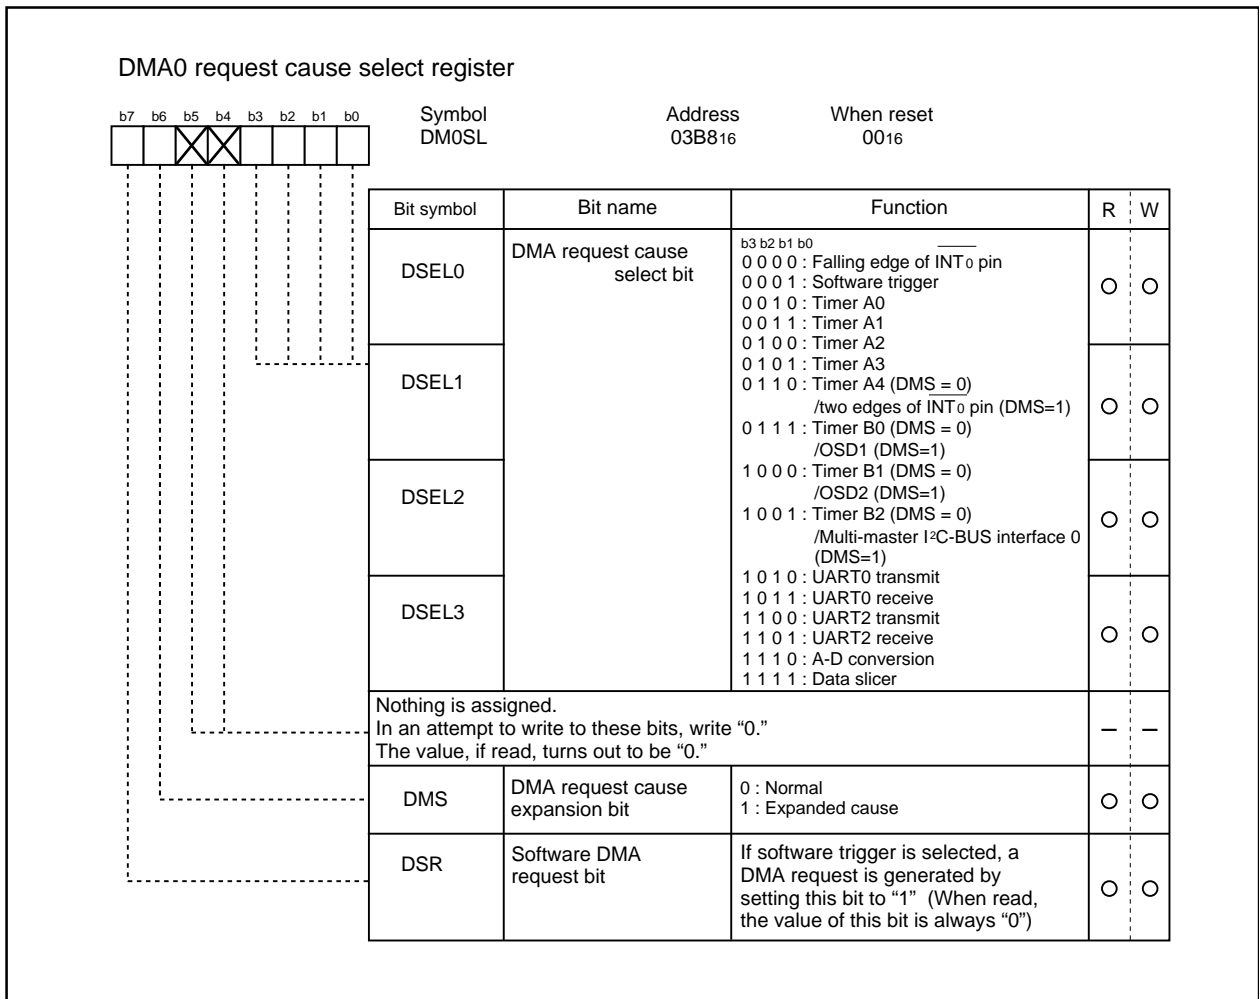 DMA0 request cause select register
b7 b6 b5 b4 b3 b2 b1 b0
Symbol Address When reset
DM0SL 03B816 0016
Bit symbol Bit name Function R W
DSEL0
DMA request cause
select bit
b3 b2 b1 b0
0 0 0 0 : Falling edge of INT0 pin
0 0 0 1 : Software trigger
0 0 1 0 : Timer A0
0 0 1 1 : Timer A1
0 1 0 0 : Timer A2
0 1 0 1 : Timer A3
DSEL1
0 1 1 0 : Timer A4 (DMS = 0)
/two edges of INT0 pin (DMS=1)
0 1 1 1 : Timer B0 (DMS = 0)
/OSD1 (DMS=1)
DSEL2
1 0 0 0 : Timer B1 (DMS = 0)
/OSD2 (DMS=1)
1 0 0 1 : Timer B2 (DMS = 0)
/Multi-master I2C-BUS interface 0
(DMS=1)
DSEL3
1 0 1 0 : UART0 transmit
1 0 1 1 : UART0 receive
1 1 0 0 : UART2 transmit
1 1 0 1 : UART2 receive
1 1 1 0 : A-D conversion
1 1 1 1 : Data slicer
Nothing is assigned.
In an attempt to write to these bits, write “0.”
The value, if read, turns out to be “0.”
DMS
DMA request cause
expansion bit
0 : Normal
1 : Expanded cause
DSR
Software DMA
request bit
If software trigger is selected, a
DMA request is generated by
setting this bit to “1” (When read,
the value of this bit is always “0”)